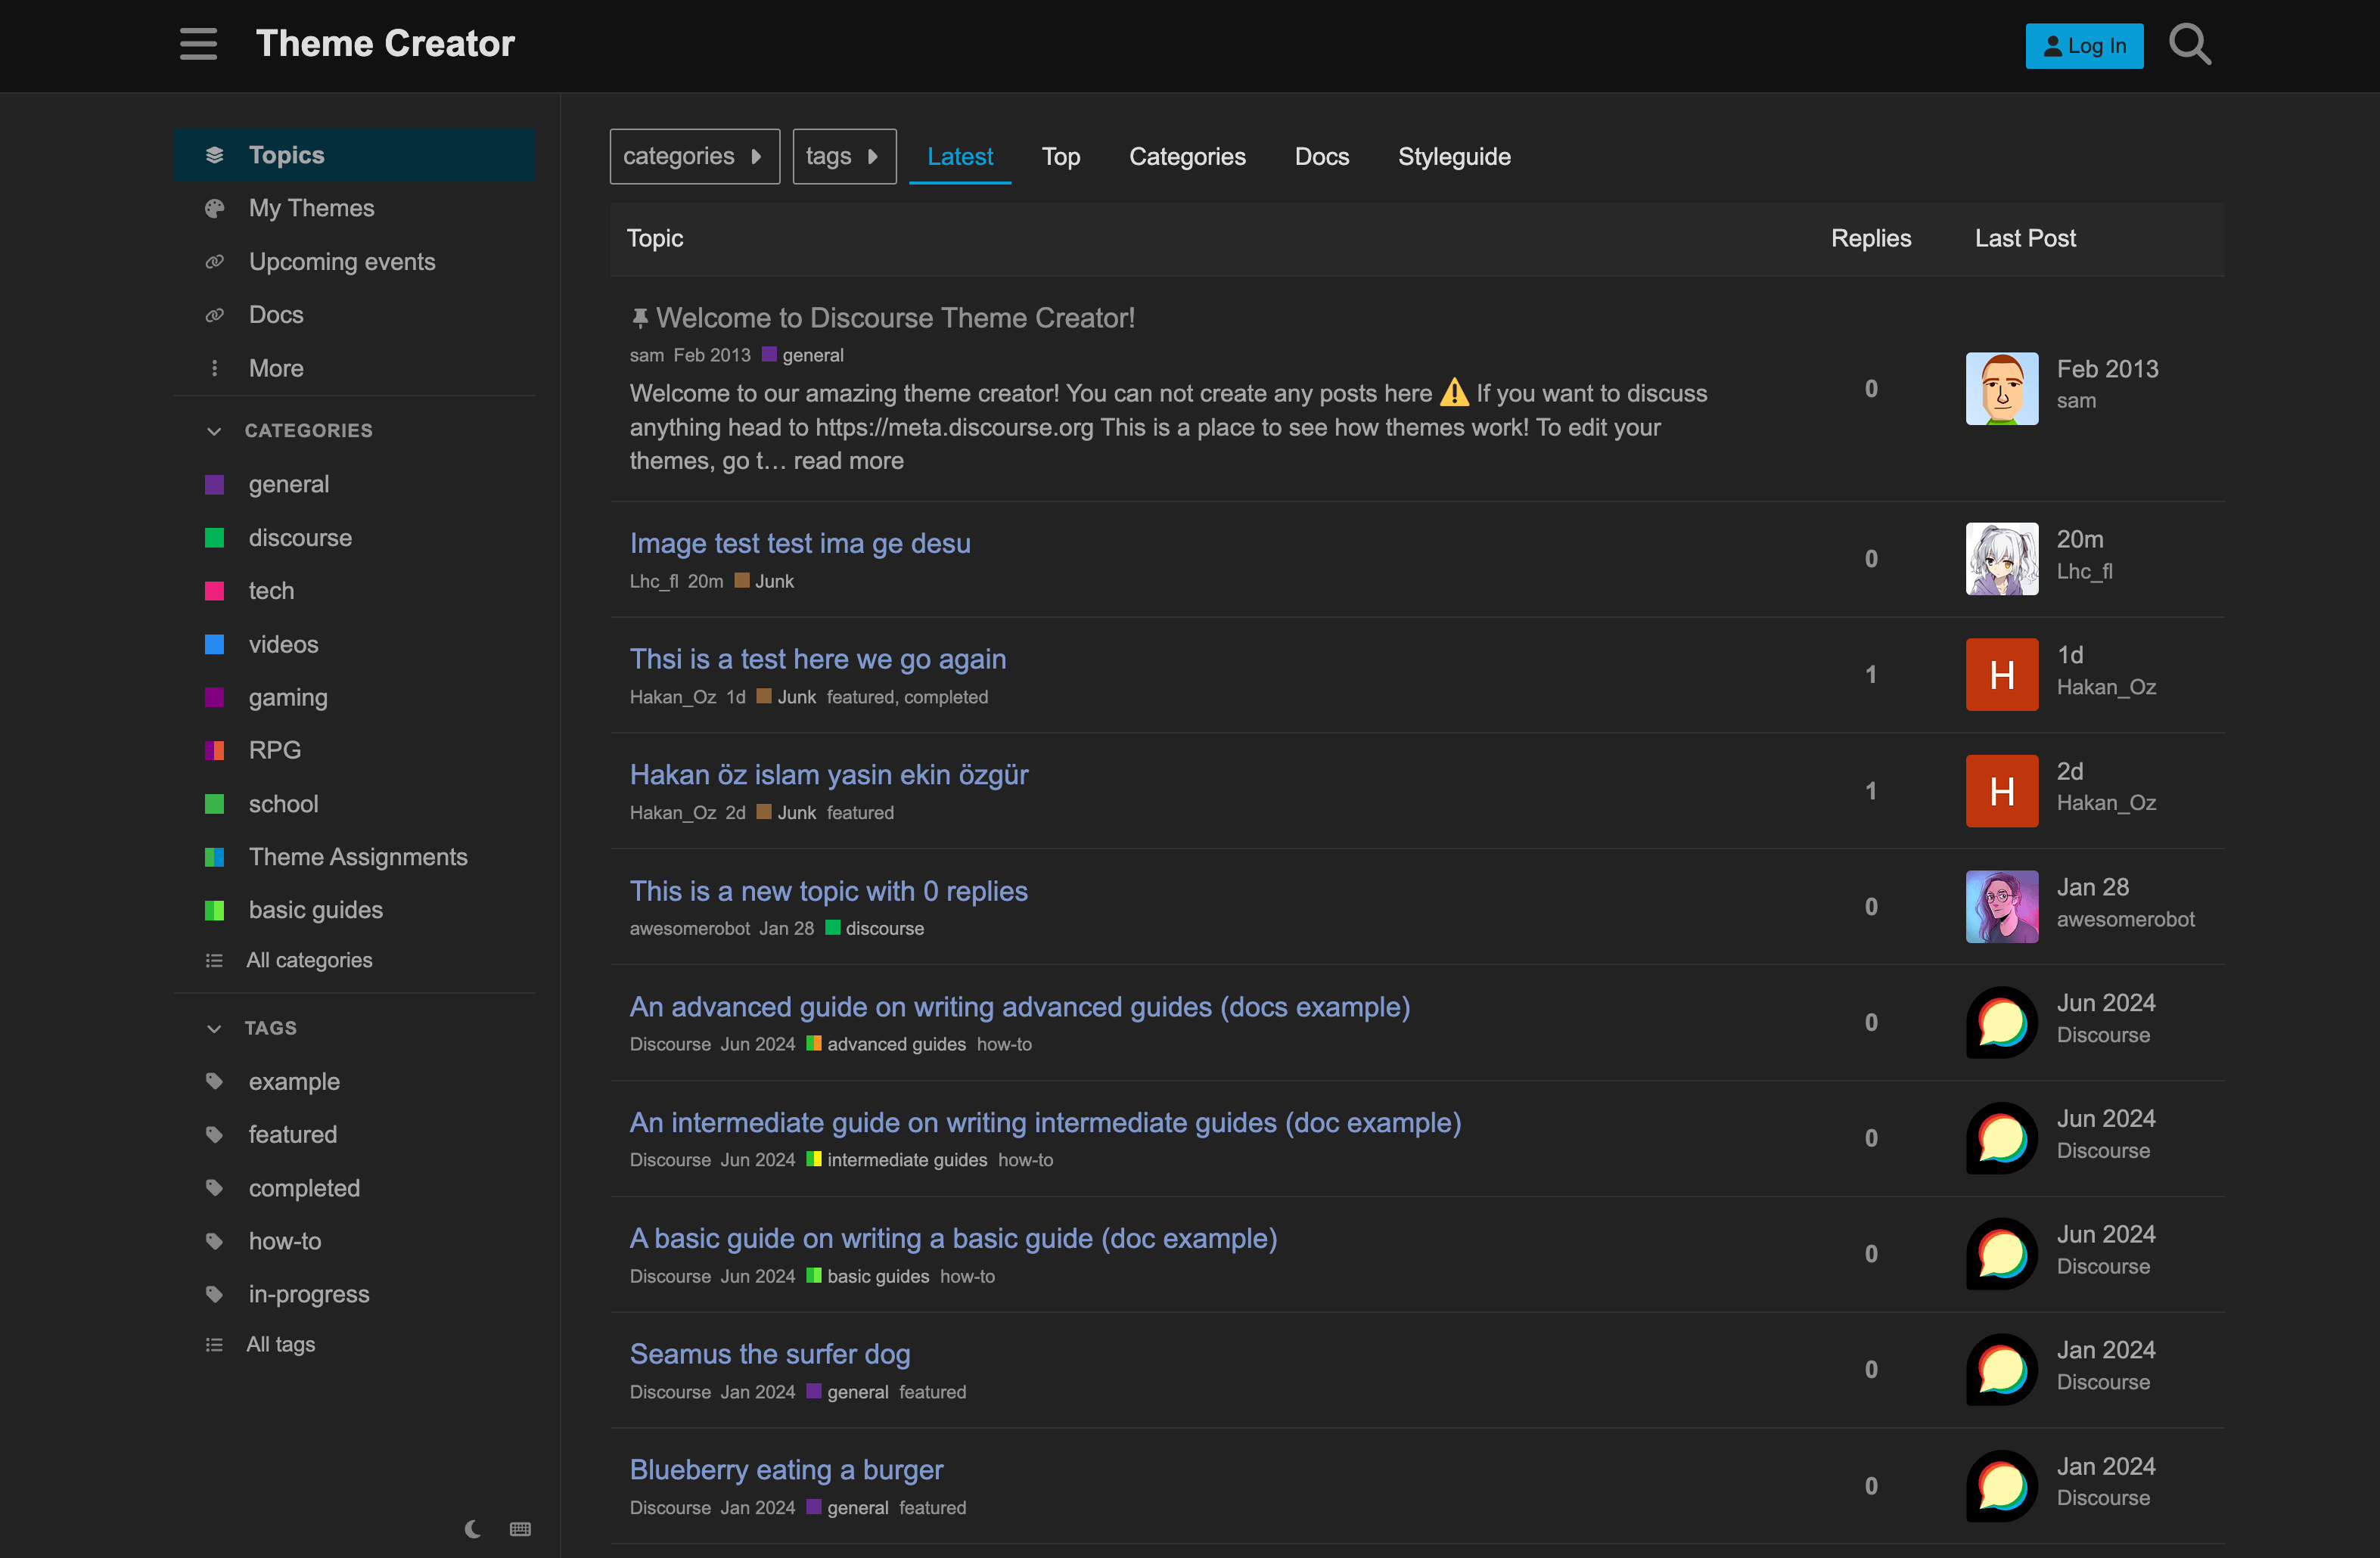 Theme Creator
Log In
Topics
My Themes
Upcoming events
Docs
More
CATEGORIES
general
discourse
tech
videos
gaming
RPG
school
Theme Assignments
basic guides
All categories
TAGS
example
featured
completed
how-to
in-progress
All tags
categories
tags
Latest
Top
Categories
Docs
Styleguide
Topic
Replies
Last Post
Welcome to Discourse Theme Creator!
sam Feb 2013 general
Welcome to our amazing theme creator! You can not create any posts here ⚠️ If you want to discuss
anything head to https://meta.discourse.org This is a place to see how themes work! To edit your
themes, go t… read more
0
Feb 2013
sam
Image test test ima ge desu
Lhc_fl 20m Junk
0
20m
Lhc_fl
Thsi is a test here we go again
Hakan_Oz 1d Junk featured, completed
1
H
1d
Hakan_Oz
Hakan öz islam yasin ekin özgür
Hakan_Oz 2d Junk featured
1
H
2d
Hakan_Oz
This is a new topic with 0 replies
awesomerobot Jan 28 discourse
0
Jan 28
awesomerobot
An advanced guide on writing advanced guides (docs example)
Discourse Jun 2024 advanced guides how-to
0
Jun 2024
Discourse
An intermediate guide on writing intermediate guides (doc example)
Discourse Jun 2024 intermediate guides how-to
0
Jun 2024
Discourse
A basic guide on writing a basic guide (doc example)
Discourse Jun 2024 basic guides how-to
0
Jun 2024
Discourse
Seamus the surfer dog
Discourse Jan 2024 general featured
0
Jan 2024
Discourse
Blueberry eating a burger
Discourse Jan 2024 general featured
0
Jan 2024
Discourse